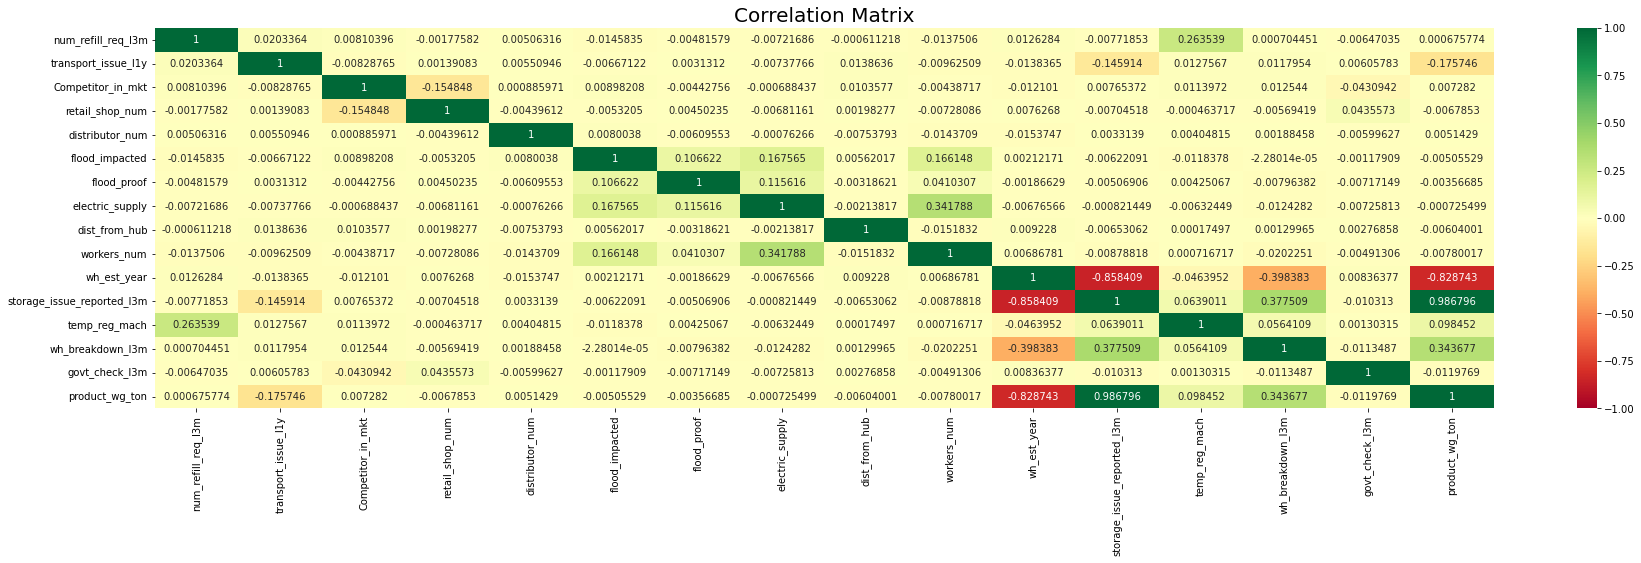 Correlation Matrix
num_refill_req_l3m 1 0.0203364 0.00810396 -0.00177582 0.00506316 -0.0145835 -0.00481579 -0.00721686 -0.000611218 -0.0137506 0.0126284 -0.00771853 0.263539 0.000704451 -0.00647035 0.000675774 1.00
transport_issue_l1y 0.0203364 1 -0.00828765 0.00139083 0.00550946 -0.00667122 0.0031312 -0.00737766 0.0138636 -0.00962509 -0.0138365 -0.145914 0.0127567 0.0117954 0.00605783 -0.175746 0.75
Competitor_in_mkt 0.00810396 -0.00828765 1 -0.154848 0.000885971 0.00898208 -0.00442756 -0.000688437 0.0103577 -0.00438717 -0.012101 0.00765372 0.0113972 0.012544 -0.0430942 0.007282
retail_shop_num -0.00177582 0.00139083 -0.154848 1 -0.00439612 -0.0053205 0.00450235 -0.00681161 0.00198277 -0.00728086 0.0076268 -0.00704518 -0.000463717 -0.00569419 0.0435573 -0.0067853 0.50
distributor_num 0.00506316 0.00550946 0.000885971 -0.00439612 1 0.0080038 -0.00609553 -0.00076266 -0.00753793 -0.0143709 -0.0153747 0.0033139 0.00404815 0.00188458 -0.00599627 0.0051429
flood_impacted -0.0145835 -0.00667122 0.00898208 -0.0053205 0.0080038 1 0.106622 0.167565 0.00562017 0.166148 0.00212171 -0.00622091 -0.0118378 -2.28014e-05 -0.00117909 -0.00505529 0.25
flood_proof -0.00481579 0.0031312 -0.00442756 0.00450235 -0.00609553 0.106622 1 0.115616 -0.00318621 0.0410307 -0.00186629 -0.00506906 0.00425067 -0.00796382 -0.00717149 -0.00356685
electric_supply -0.00721686 -0.00737766 -0.000688437 -0.00681161 -0.00076266 0.167565 0.115616 1 -0.00213817 0.341788 -0.00676566 -0.000821449 -0.00632449 -0.0124282 -0.00725813 -0.000725499 0.00
dist_from_hub -0.000611218 0.0138636 0.0103577 0.00198277 -0.00753793 0.00562017 -0.00318621 -0.00213817 1 -0.0151832 0.009228 -0.00653062 0.00017497 0.00129965 0.00276858 -0.00604001
workers_num -0.0137506 -0.00962509 -0.00438717 -0.00728086 -0.0143709 0.166148 0.0410307 0.341788 -0.0151832 1 0.00686781 -0.00878818 0.000716717 -0.0202251 -0.00491306 -0.00780017 -0.25
wh_est_year 0.0126284 -0.0138365 -0.012101 0.0076268 -0.0153747 0.00212171 -0.00186629 -0.00676566 0.009228 0.00686781 1 -0.858409 -0.0463952 -0.398383 0.00836377 -0.828743
storage_issue_reported_l3m -0.00771853 -0.145914 0.00765372 -0.00704518 0.0033139 -0.00622091 -0.00506906 -0.000821449 -0.00653062 -0.00878818 -0.858409 1 0.0639011 0.377509 -0.010313 0.986796 -0.50
temp_reg_mach 0.263539 0.0127567 0.0113972 -0.000463717 0.00404815 -0.0118378 0.00425067 -0.00632449 0.00017497 0.000716717 -0.0463952 0.0639011 1 0.0564109 0.00130315 0.098452
wh_breakdown_l3m 0.000704451 0.0117954 0.012544 -0.00569419 0.00188458 -2.28014e-05 -0.00796382 -0.0124282 0.00129965 -0.0202251 -0.398383 0.377509 0.0564109 1 -0.0113487 0.343677 -0.75
govt_check_l3m -0.00647035 0.00605783 -0.0430942 0.0435573 -0.00599627 -0.00117909 -0.00717149 -0.00725813 0.00276858 -0.00491306 0.00836377 -0.010313 0.00130315 -0.0113487 1 -0.0119769
product_wg_ton 0.000675774 -0.175746 0.007282 -0.0067853 0.0051429 -0.00505529 -0.00356685 -0.000725499 -0.00604001 -0.00780017 -0.828743 0.986796 0.098452 0.343677 -0.0119769 1 -1.00
num_refill_req_l3m
transport_issue_l1y
Competitor_in_mkt
retail_shop_num
distributor_num
flood_impacted
flood_proof
electric_supply
dist_from_hub
workers_num
wh_est_year
storage_issue_reported_l3m
temp_reg_mach
wh_breakdown_l3m
govt_check_l3m
product_wg_ton